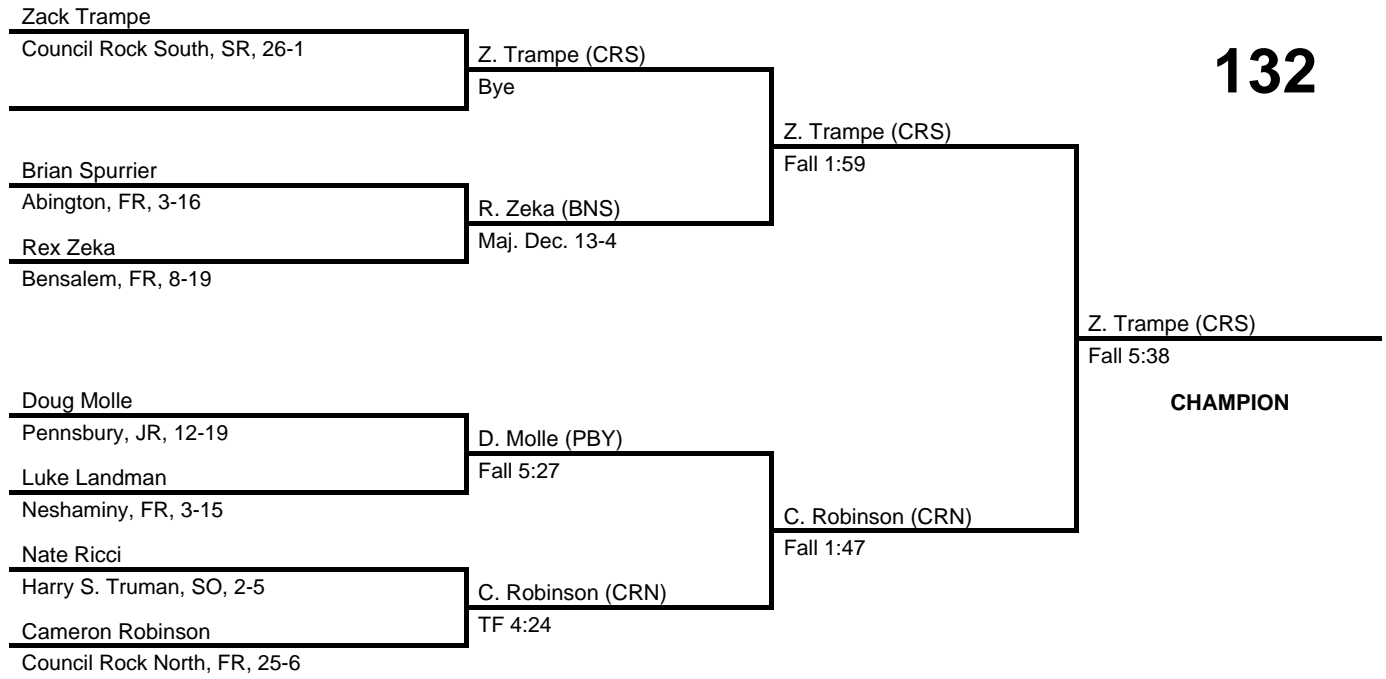 Zack Trampe
Council Rock South, SR, 26-1
Z. Trampe (CRS)
Bye
132
Z. Trampe (CRS)
Fall 1:59
Brian Spurrier
Abington, FR, 3-16
R. Zeka (BNS)
Maj. Dec. 13-4
Rex Zeka
Bensalem, FR, 8-19
Z. Trampe (CRS)
Fall 5:38
CHAMPION
Doug Molle
Pennsbury, JR, 12-19
D. Molle (PBY)
Fall 5:27
Luke Landman
Neshaminy, FR, 3-15
C. Robinson (CRN)
Fall 1:47
Nate Ricci
Harry S. Truman, SO, 2-5
C. Robinson (CRN)
TF 4:24
Cameron Robinson
Council Rock North, FR, 25-6